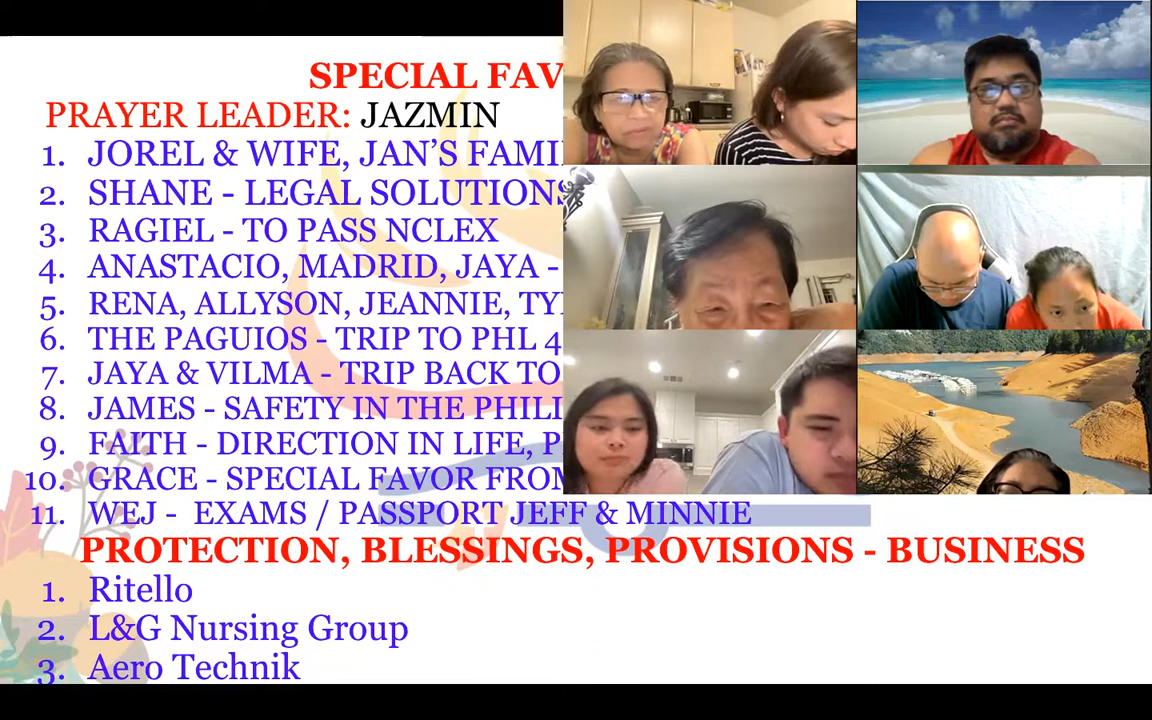 SPECIAL FAV
PRAYER LEADER: JAZMIN
1. JOREL & WIFE, JAN'S FAMI
2. SHANE - LEGAL SOLUTIONS
3. RAGIEL - TO PASS NCLEX
4. ANASTACIO, MADRID, JAYA -
5. RENA, ALLYSON, JEANNIE, TY
6. THE PAGUIOS - TRIP TO PHL 4
7. JAYA & VILMA - TRIP BACK TO
8. JAMES - SAFETY IN THE PHILI
9. FAITH - DIRECTION IN LIFE, P
10. GRACE - SPECIAL FAVOR FROM
11. WEJ - EXAMS / PASSPORT JEFF & MINNIE
PROTECTION, BLESSINGS, PROVISIONS - BUSINESS
1. Ritello
2. L&G Nursing Group
3. Aero Technik